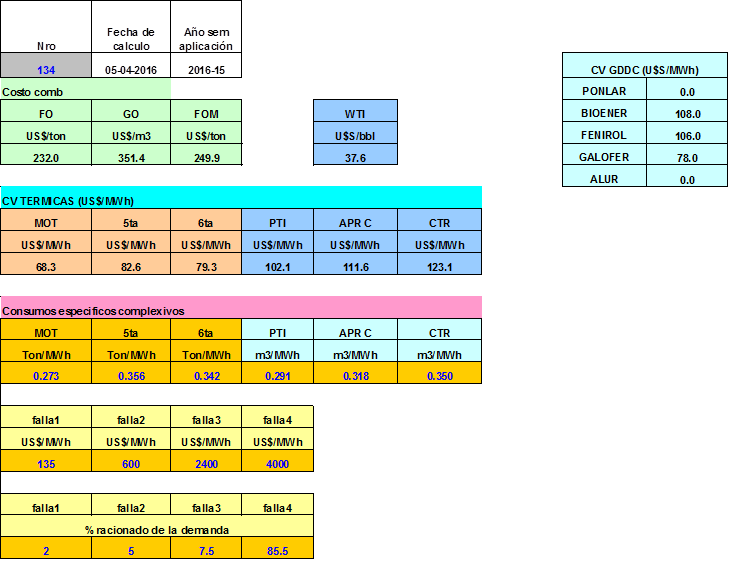 Nro Fecha de calculo Año sem aplicación
134 05-04-2016 2016-15
Costo comb
FO GO FOM WTI
US$/ton US$/m3 US$/ton U$S/bbl
232.0 351.4 249.9 37.6
CV GDDC (U$S/MWh)
PONLAR 0.0
BIOENER 108.0
FENIROL 106.0
GALOFER 78.0
ALUR 0.0
CV TERMICAS (US$/MWh)
MOT 5ta 6ta PTI APR C CTR
US$/MWh US$/MWh US$/MWh US$/MWh US$/MWh US$/MWh
68.3 82.6 79.3 102.1 111.6 123.1
Consumos especificos complexivos
MOT 5ta 6ta PTI APR C CTR
Ton/MWh Ton/MWh Ton/MWh m3/MWh m3/MWh m3/MWh
0.273 0.356 0.342 0.291 0.318 0.350
falla1 falla2 falla3 falla4
US$/MWh US$/MWh US$/MWh US$/MWh
135 600 2400 4000
falla1 falla2 falla3 falla4
% racionado de la demanda
2 5 7.5 85.5